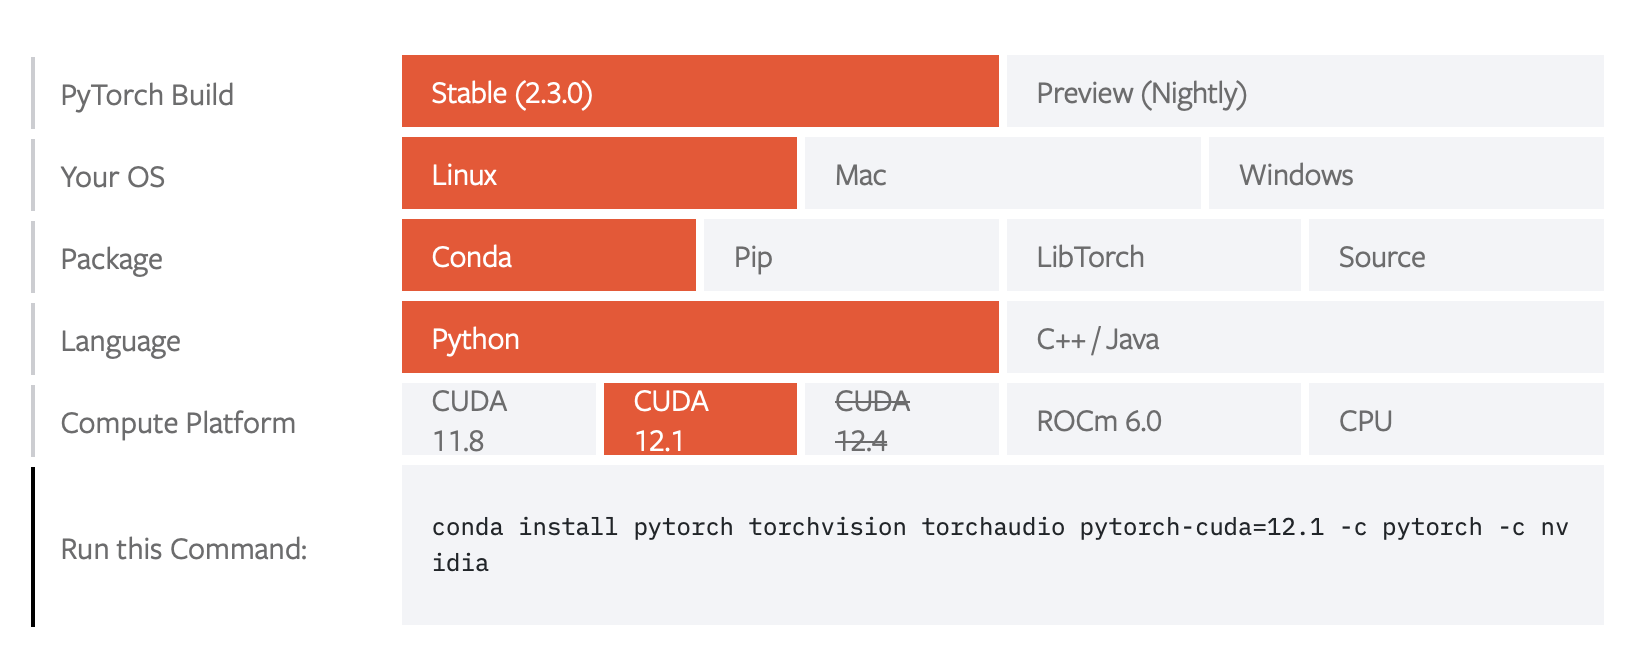 PyTorch Build
Stable (2.3.0)
Preview (Nightly)
Your OS
Linux
Mac
Windows
Package
Conda
Pip
LibTorch
Source
Language
Python
C++ / Java
Compute Platform
CUDA
11.8
CUDA
12.1
CUDA
12.4
ROCm 6.0
CPU
Run this Command:
conda install pytorch torchvision torchaudio pytorch-cuda=12.1 -c pytorch -c nv
idia